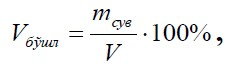 V_бўшл = m_сув / V · 100% ,